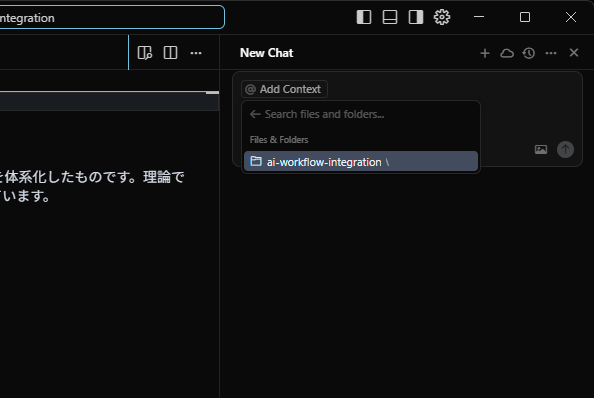 ntegration
New Chat
@ Add Context
Search files and folders...
Files & Folders
ai-workflow-integration \
を体系化したものです。理論で
ています。